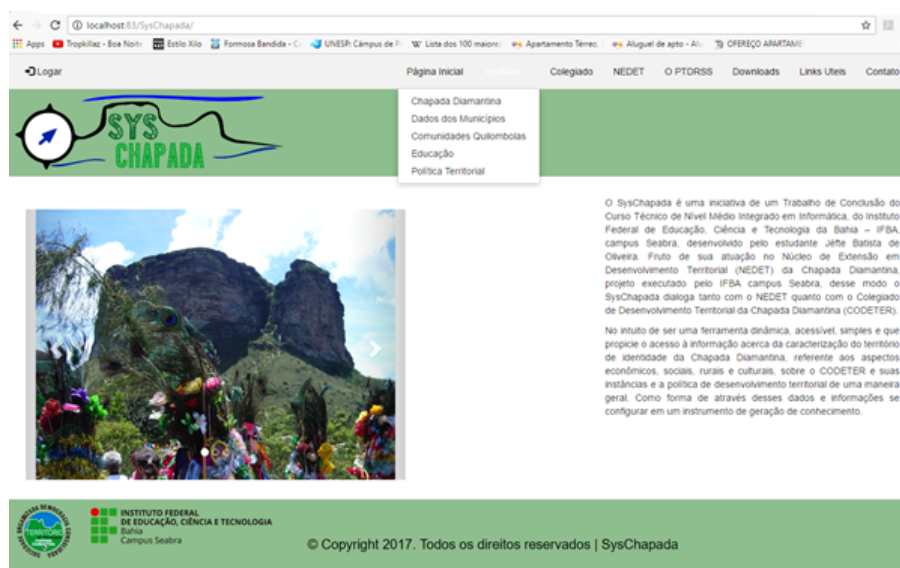 localhost:83/SysChapada/
Apps Tropkillaz - Boa Noite Estilo Xilo Formosa Bandida - C UNESP: Câmpus de P Lista dos 100 maiore Apartamento Terreo, Aluguel de apto - Alu OFEREÇO APARTAME
Logar Página Inicial Colegiado NEDET O PTDRSS Downloads Links Uteis Contato
Chapada Diamantina
Dados dos Municípios
Comunidades Quilombolas
Educação
Política Territorial
SYS
CHAPADA
O SysChapada é uma iniciativa de um Trabalho de Conclusão do
Curso Técnico de Nível Médio Integrado em Informática, do Instituto
Federal de Educação, Ciência e Tecnologia da Bahia – IFBA,
campus Seabra, desenvolvido pelo estudante Jéfte Batista de
Oliveira. Fruto de sua atuação no Núcleo de Extensão em
Desenvolvimento Territorial (NEDET) da Chapada Diamantina,
projeto executado pelo IFBA campus Seabra, desse modo o
SysChapada dialoga tanto com o NEDET quanto com o Colegiado
de Desenvolvimento Territorial da Chapada Diamantina (CODETER).
No intuito de ser uma ferramenta dinâmica, acessível, simples e que
propicie o acesso à informação acerca da caracterização do território
de identidade da Chapada Diamantina, referente aos aspectos
econômicos, sociais, rurais e culturais, sobre o CODETER e suas
instâncias e a política de desenvolvimento territorial de uma maneira
geral. Como forma de através desses dados e informações se
configurar em um instrumento de geração de conhecimento.
TERRITÓRIO
INSTITUTO FEDERAL
DE EDUCAÇÃO, CIÊNCIA E TECNOLOGIA
Bahia
Campus Seabra
© Copyright 2017. Todos os direitos reservados | SysChapada